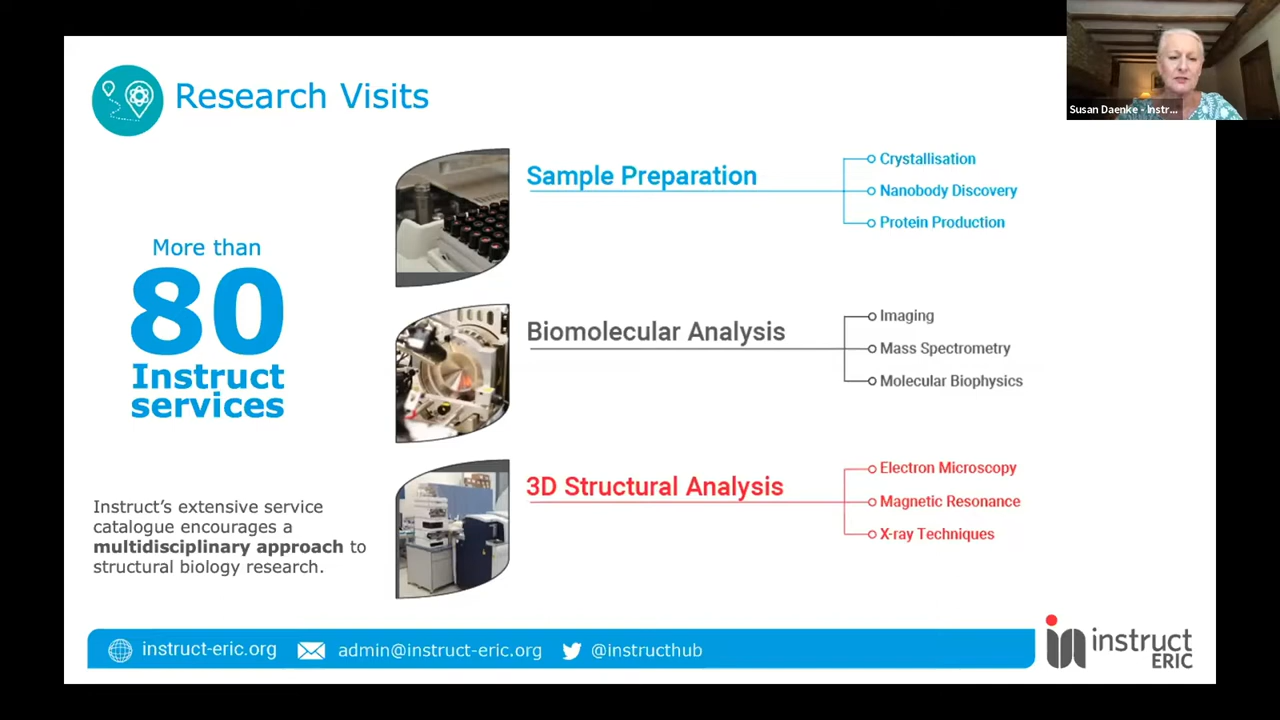 Research Visits
Susan Daenke - Instr...
More than
80
Instruct
services
Instruct's extensive service
catalogue encourages a
multidisciplinary approach to
structural biology research.
Sample Preparation
Crystallisation
Nanobody Discovery
Protein Production
Biomolecular Analysis
Imaging
Mass Spectrometry
Molecular Biophysics
3D Structural Analysis
Electron Microscopy
Magnetic Resonance
X-ray Techniques
instruct-eric.org
admin@instruct-eric.org
@instructhub
instruct
ERIC